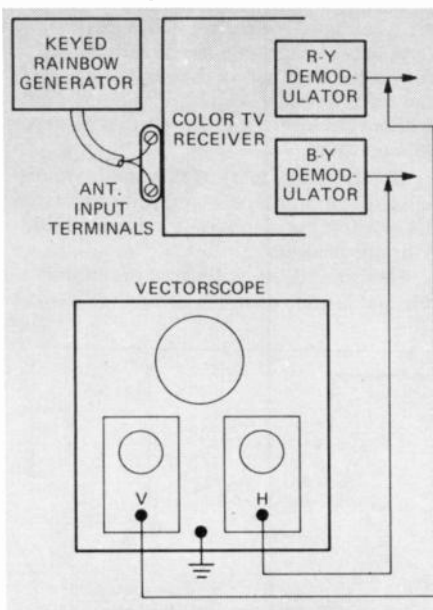 KEYED
RAINBOW
GENERATOR
COLOR TV
RECEIVER
R-Y
DEMOD-
ULATOR
B-Y
DEMOD-
ULATOR
ANT.
INPUT
TERMINALS
VECTORSCOPE
V
H